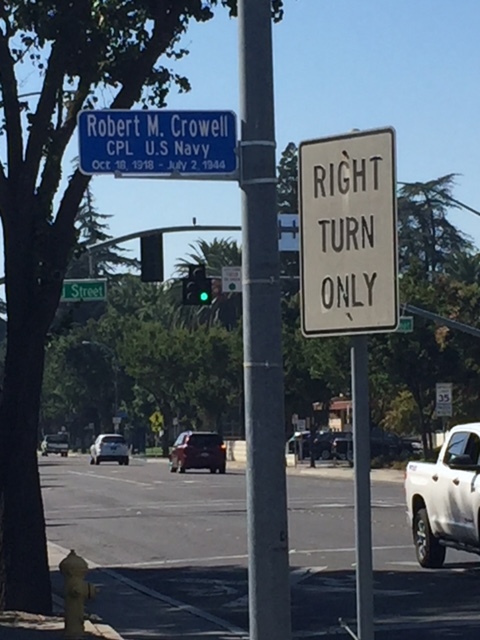 Robert M. Crowell
CPL U.S Navy
Oct 18, 1918 - July 2, 1944
RIGHT
TURN
ONLY
Street
H
35